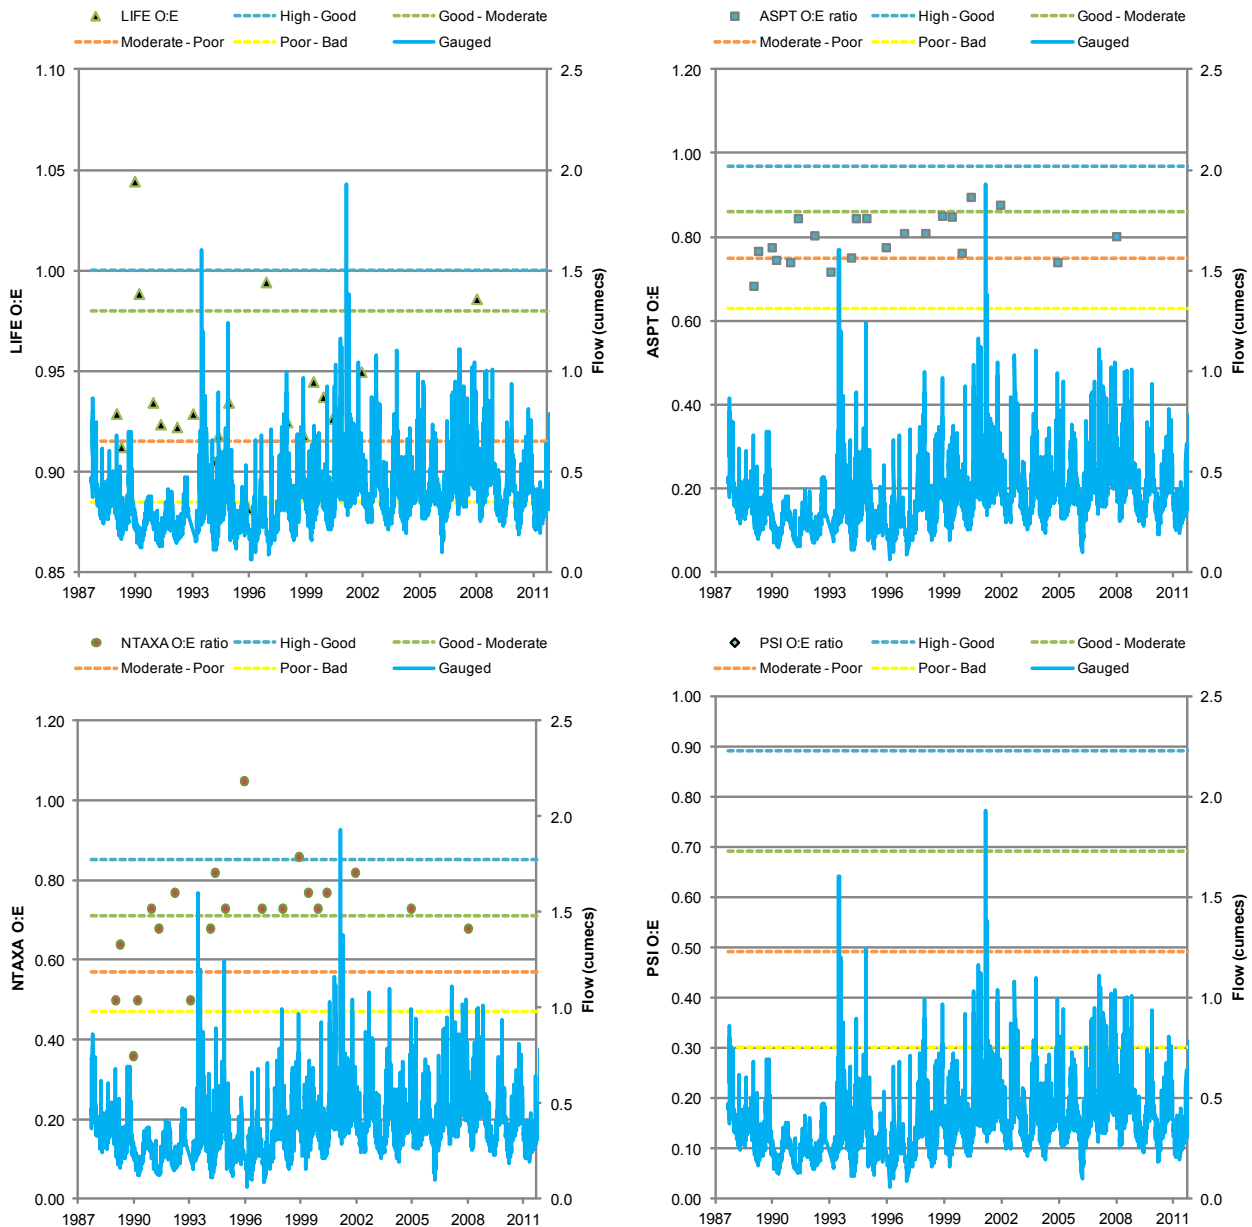 LIFE O:E High - Good Good - Moderate
Moderate - Poor Poor - Bad Gauged
1.10
1.05
1.00
0.95
0.90
0.85
LIFE O:E
2.5
2.0
1.5
1.0
0.5
0.0
Flow (cumecs)
1987 1990 1993 1996 1999 2002 2005 2008 2011
ASPT O:E ratio High - Good Good - Moderate
Moderate - Poor Poor - Bad Gauged
1.20
1.00
0.80
0.60
0.40
0.20
0.00
ASPT O:E
2.5
2.0
1.5
1.0
0.5
0.0
Flow (cumecs)
1987 1990 1993 1996 1999 2002 2005 2008 2011
NTAXA O:E ratio High - Good Good - Moderate
Moderate - Poor Poor - Bad Gauged
1.20
1.00
0.80
0.60
0.40
0.20
0.00
NTAXA O:E
2.5
2.0
1.5
1.0
0.5
0.0
Flow (cumecs)
1987 1990 1993 1996 1999 2002 2005 2008 2011
PSI O:E ratio High - Good Good - Moderate
Moderate - Poor Poor - Bad Gauged
1.00
0.90
0.80
0.70
0.60
0.50
0.40
0.30
0.20
0.10
0.00
PSI O:E
2.5
2.0
1.5
1.0
0.5
0.0
Flow (cumecs)
1987 1990 1993 1996 1999 2002 2005 2008 2011